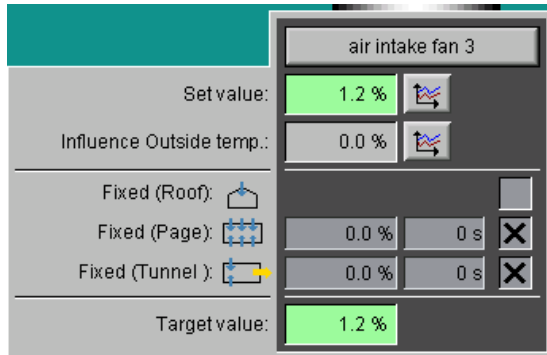 air intake fan 3
Set value: 1.2 %
Influence Outside temp.: 0.0 %
Fixed (Roof):
Fixed (Page): 0.0 % 0 s
Fixed (Tunnel ): 0.0 % 0 s
Target value: 1.2 %